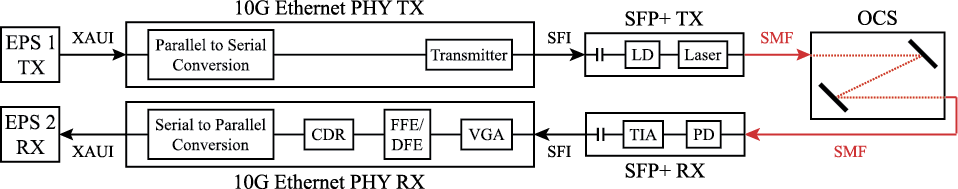 10G Ethernet PHY TX
SFP+ TX
OCS
EPS 1
TX
XAUI
Parallel to Serial
Conversion
Transmitter
SFI
LD
Laser
SMF
EPS 2
RX
XAUI
Serial to Parallel
Conversion
CDR
FFE/
DFE
VGA
SFI
TIA
PD
SMF
10G Ethernet PHY RX
SFP+ RX